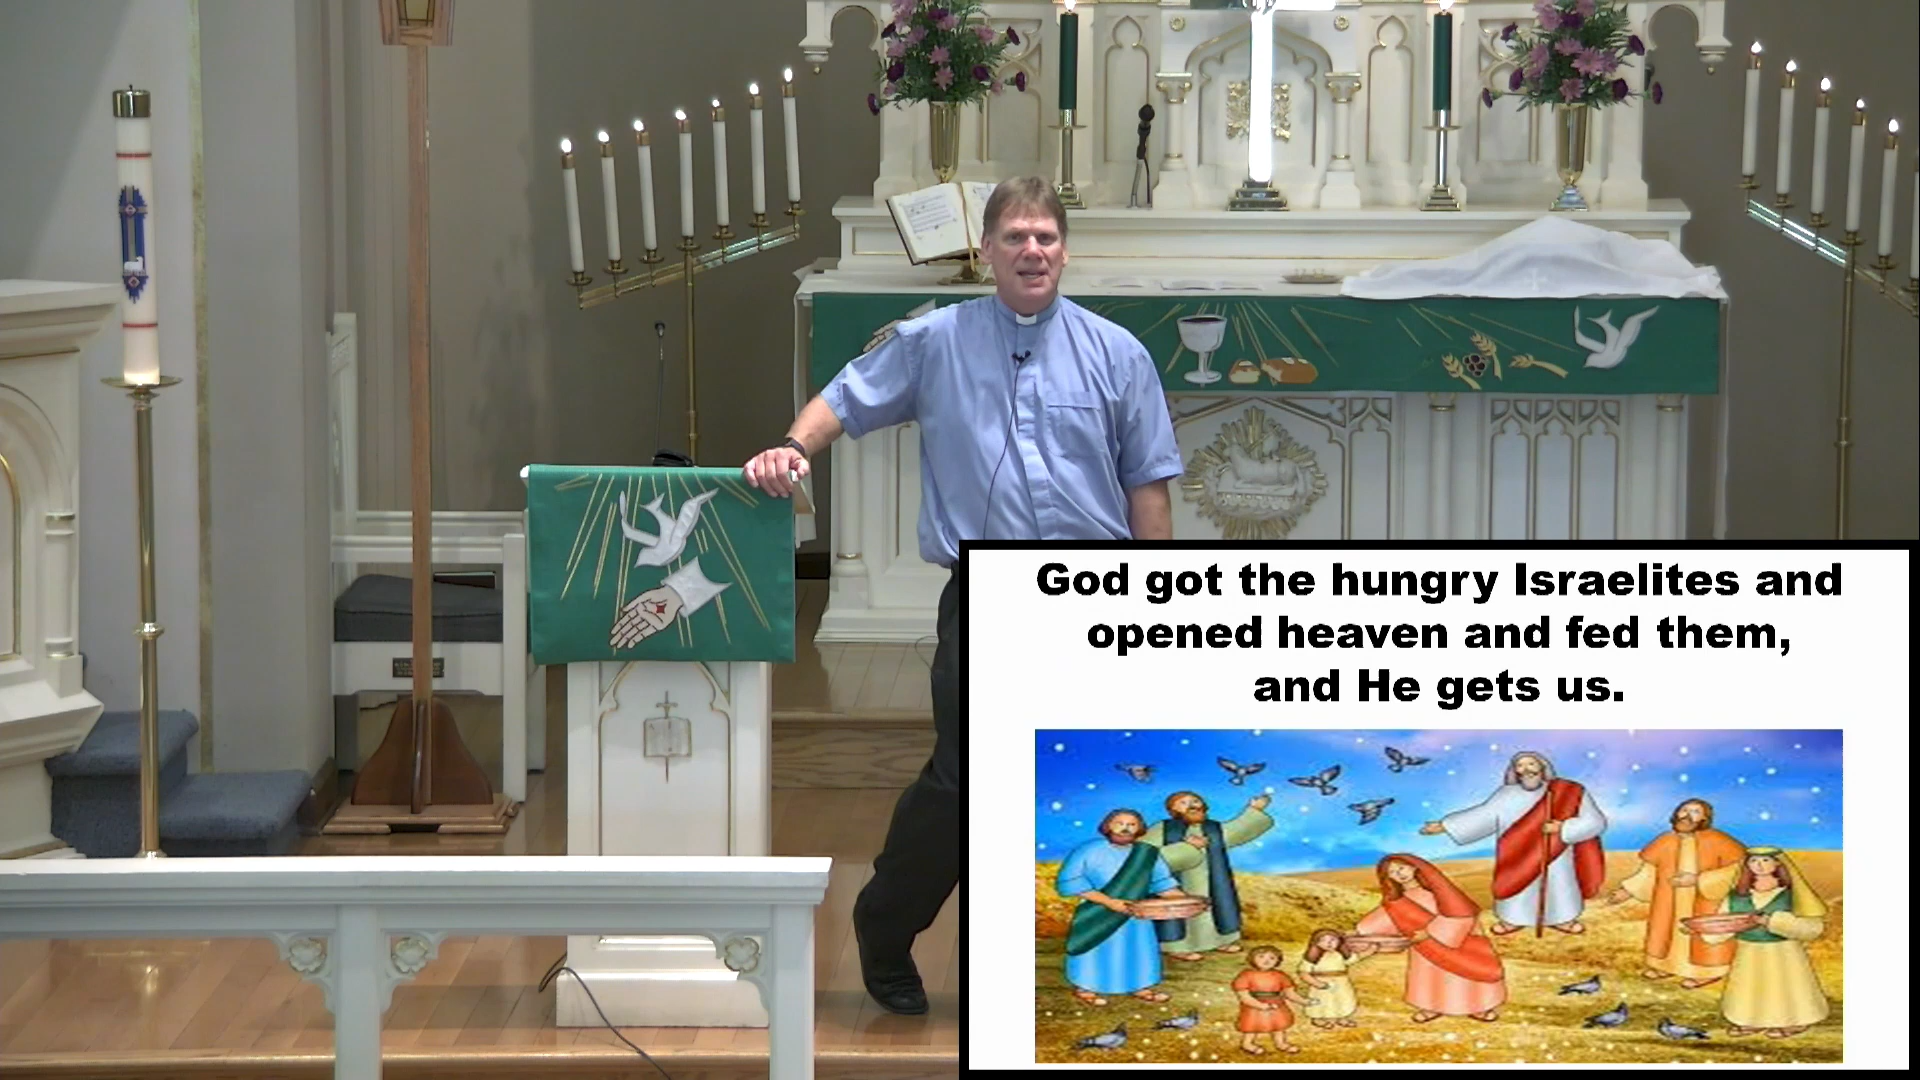 God got the hungry Israelites and
opened heaven and fed them,
and He gets us.